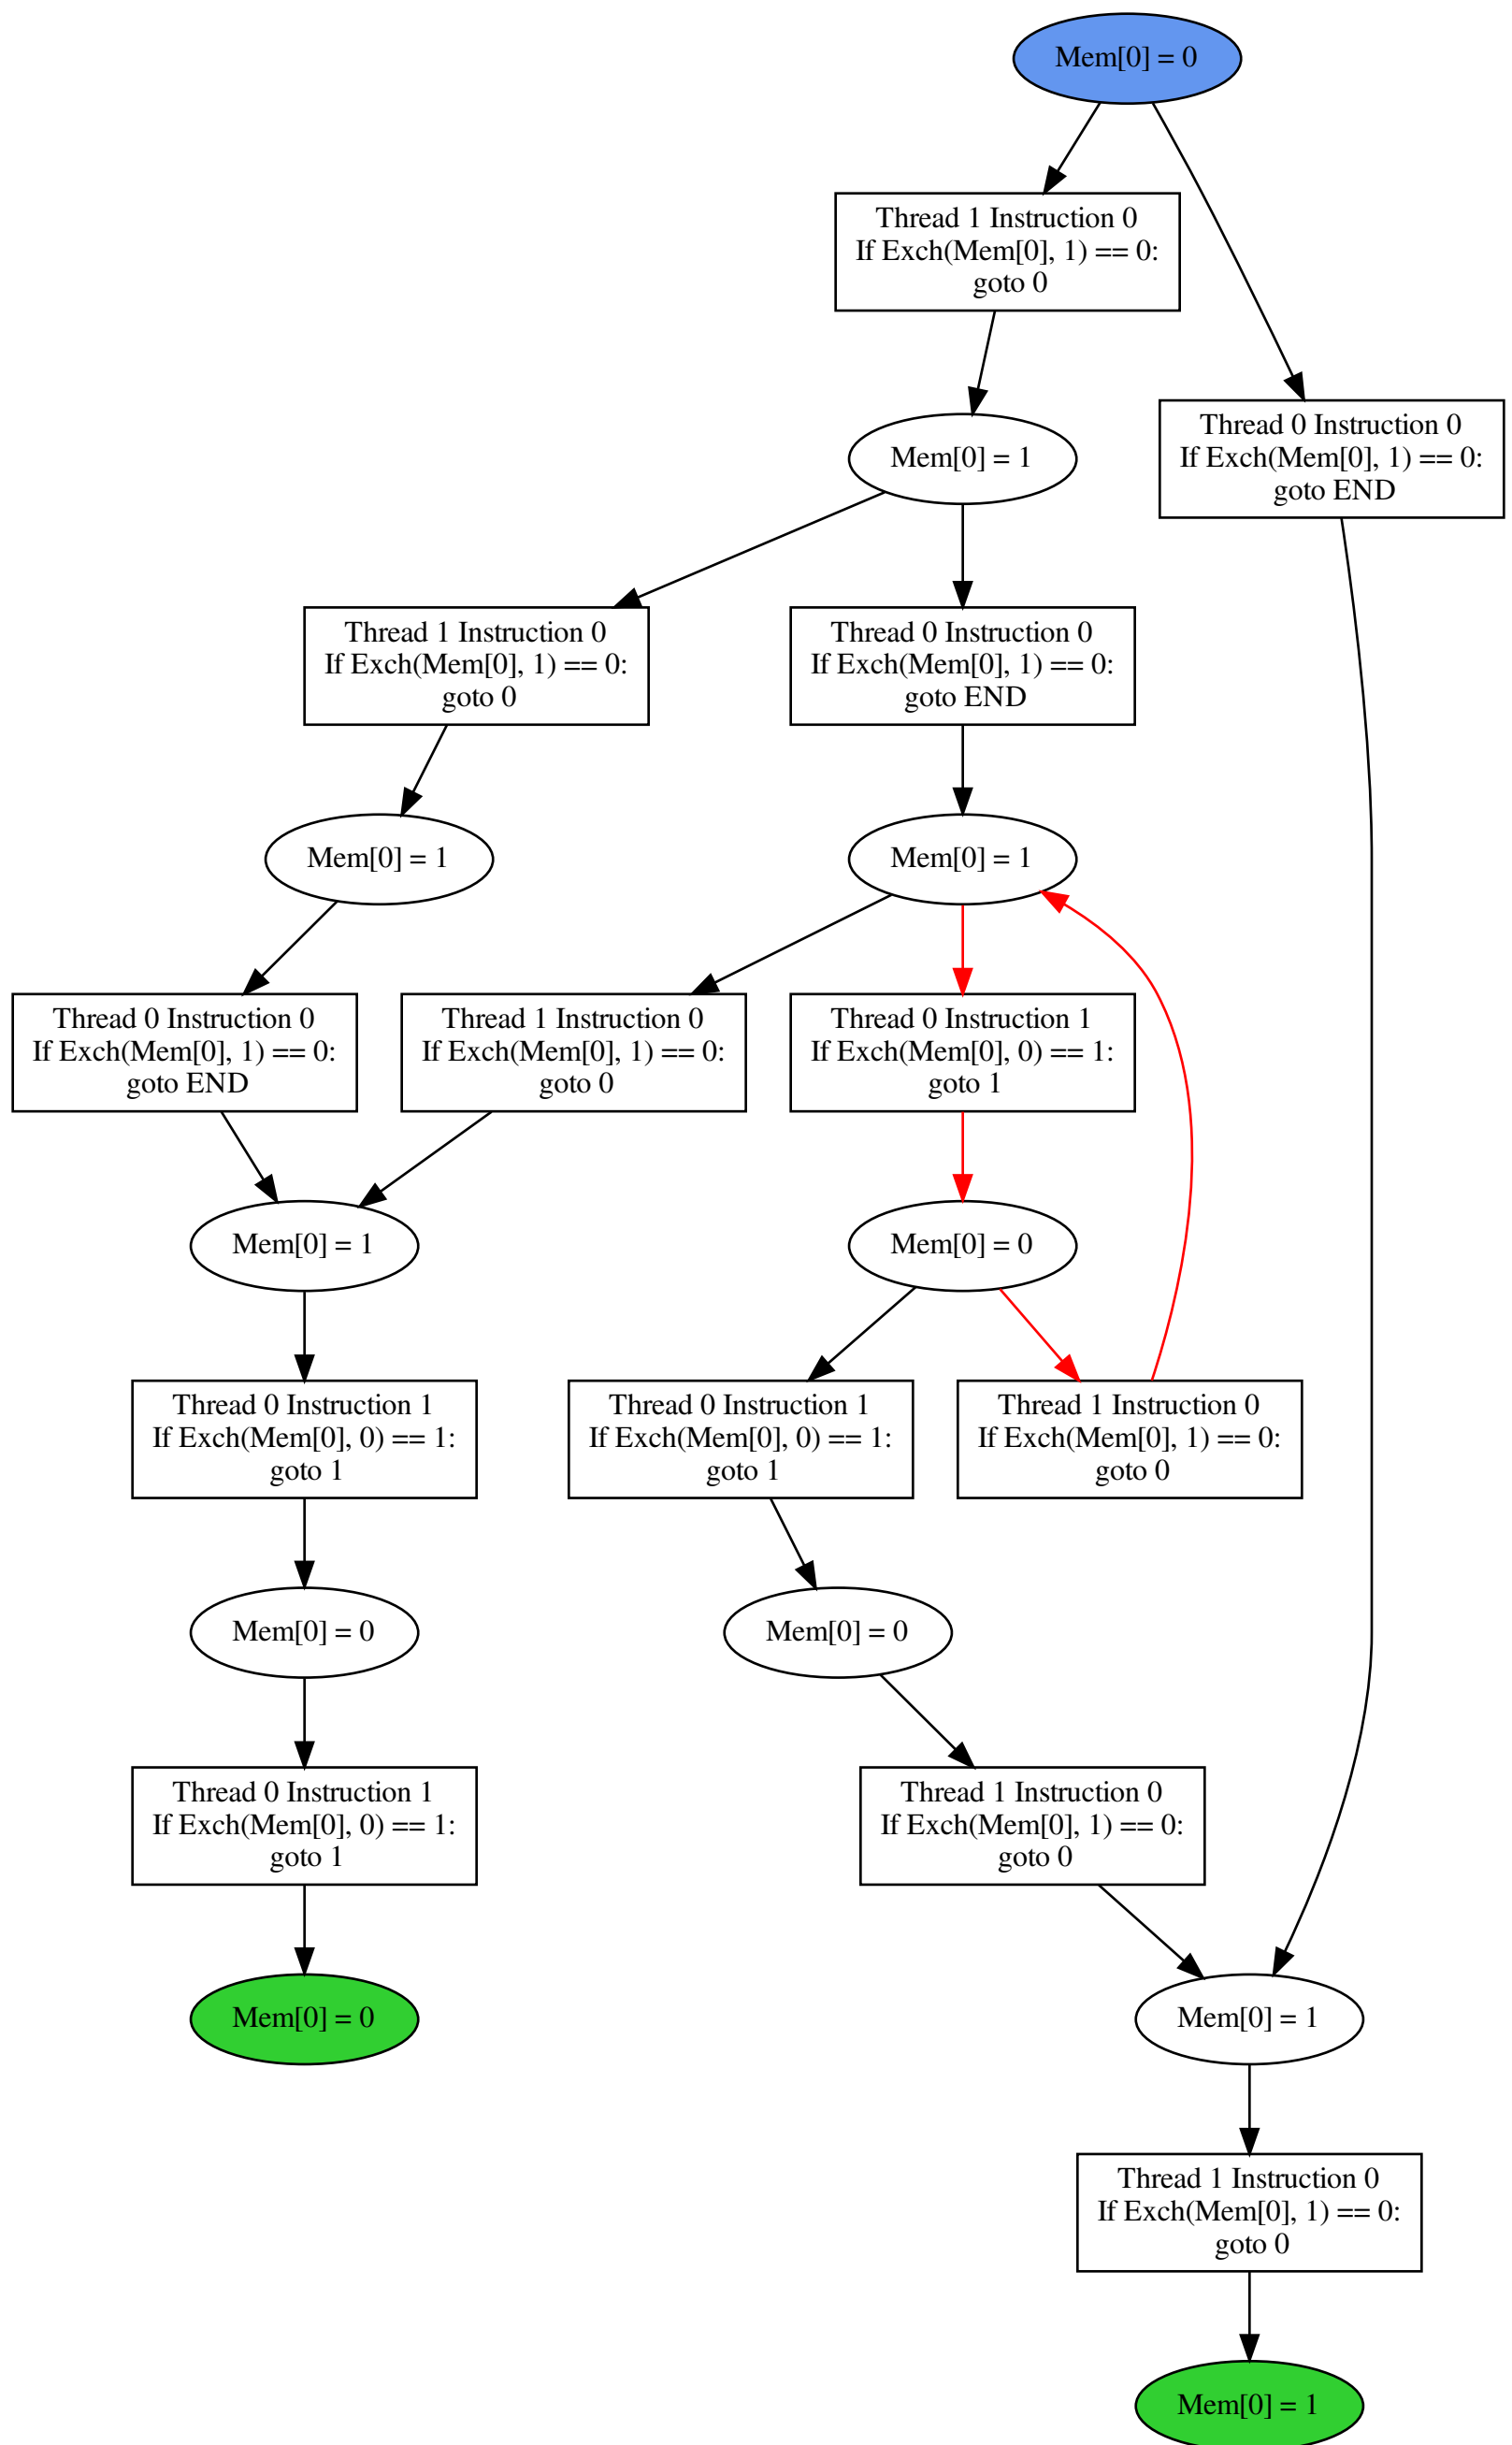 Mem[0] = 0
Thread 1 Instruction 0
If Exch(Mem[0], 1) == 0:
goto 0
Thread 0 Instruction 0
If Exch(Mem[0], 1) == 0:
goto END
Mem[0] = 1
Thread 1 Instruction 0
If Exch(Mem[0], 1) == 0:
goto 0
Thread 0 Instruction 0
If Exch(Mem[0], 1) == 0:
goto END
Mem[0] = 1
Mem[0] = 1
Thread 0 Instruction 0
If Exch(Mem[0], 1) == 0:
goto END
Thread 1 Instruction 0
If Exch(Mem[0], 1) == 0:
goto 0
Thread 0 Instruction 1
If Exch(Mem[0], 0) == 1:
goto 1
Mem[0] = 1
Mem[0] = 0
Thread 0 Instruction 1
If Exch(Mem[0], 0) == 1:
goto 1
Thread 0 Instruction 1
If Exch(Mem[0], 0) == 1:
goto 1
Thread 1 Instruction 0
If Exch(Mem[0], 1) == 0:
goto 0
Mem[0] = 0
Mem[0] = 0
Thread 0 Instruction 1
If Exch(Mem[0], 0) == 1:
goto 1
Thread 1 Instruction 0
If Exch(Mem[0], 1) == 0:
goto 0
Mem[0] = 0
Mem[0] = 1
Thread 1 Instruction 0
If Exch(Mem[0], 1) == 0:
goto 0
Mem[0] = 1